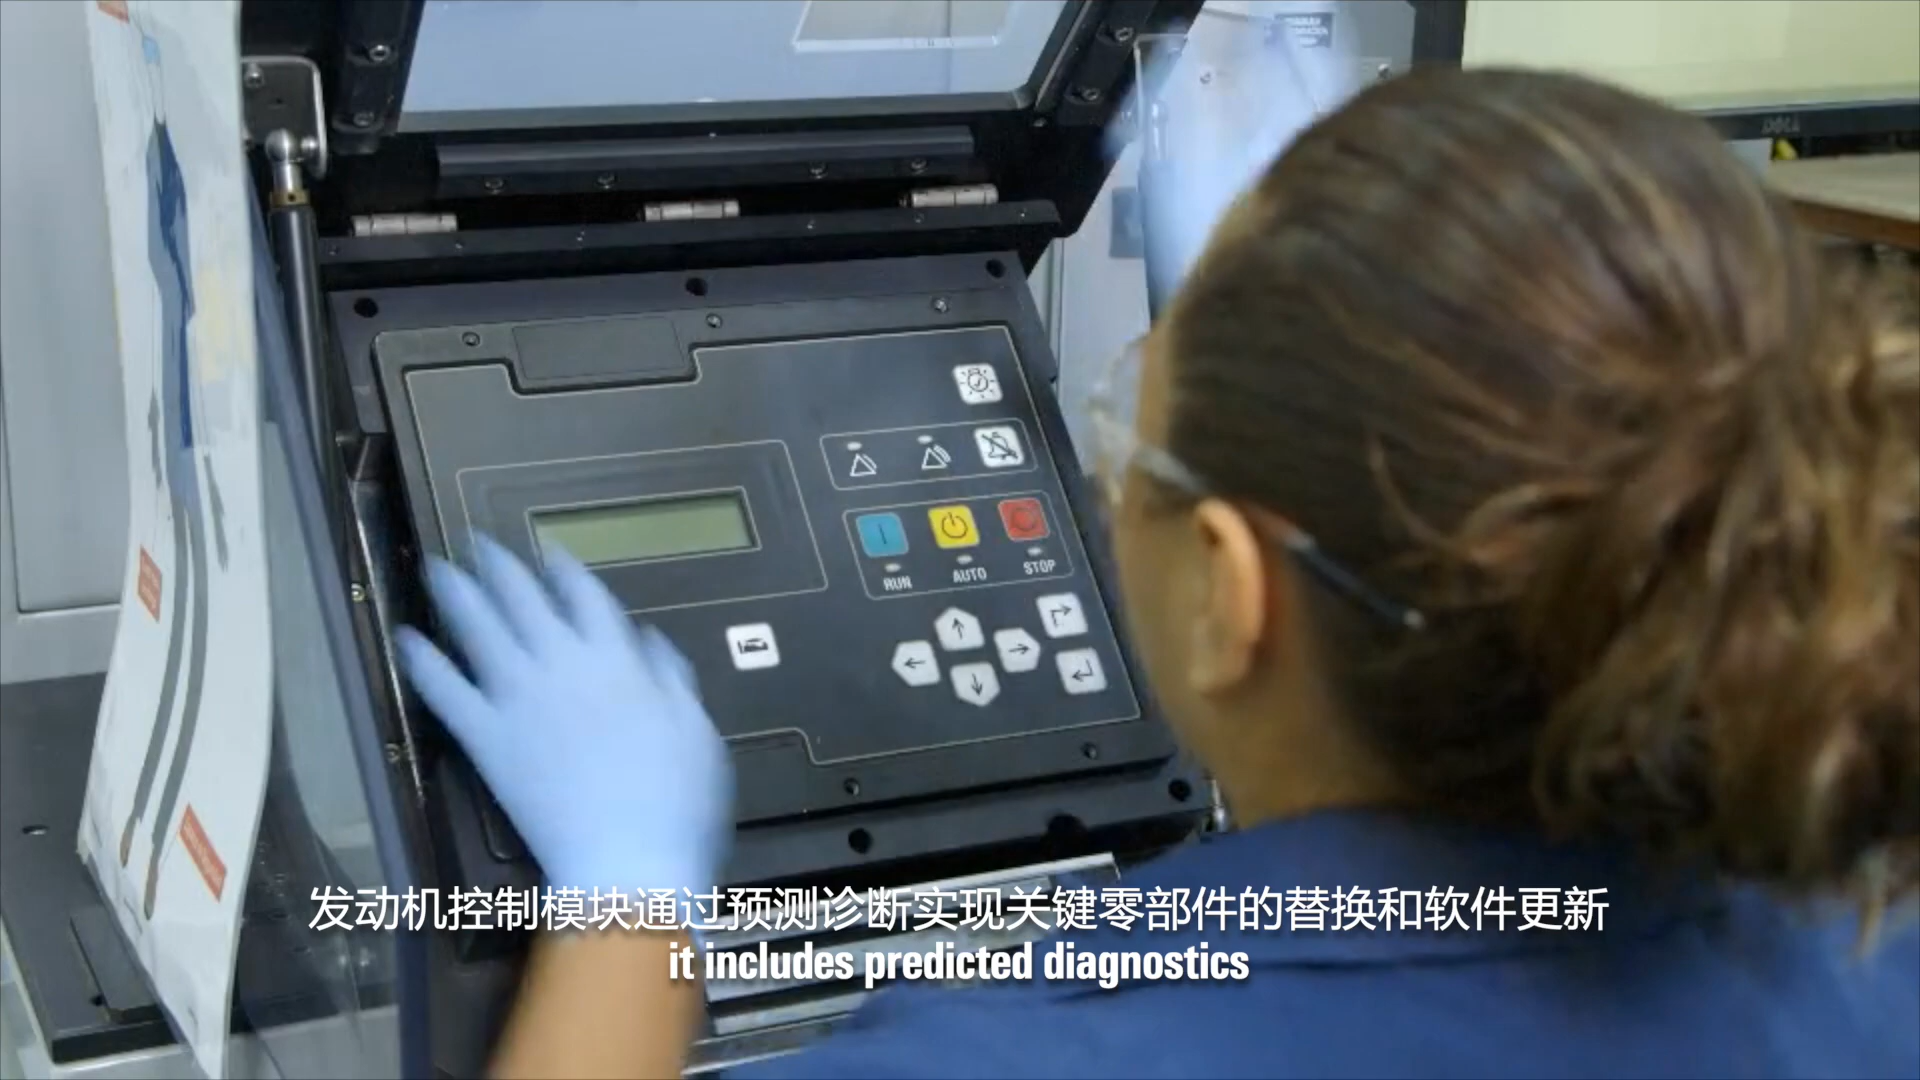 DELL
RUN
AUTO
STOP
发动机控制模块通过预测诊断实现关键零部件的替换和软件更新
it includes predicted diagnostics